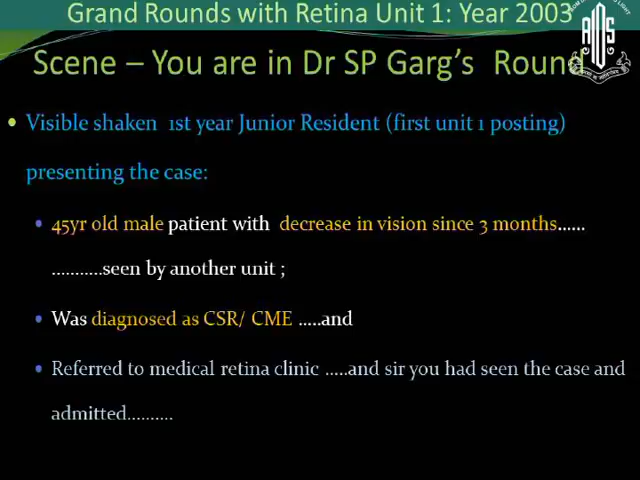 Grand Rounds with Retina Unit 1: Year 2003
Scene – You are in Dr SP Garg's Round
Visible shaken 1st year Junior Resident (first unit 1 posting)
presenting the case:
45yr old male patient with decrease in vision since 3 months......
...........seen by another unit ;
Was diagnosed as CSR/ CME .....and
Referred to medical retina clinic .....and sir you had seen the case and
admitted..........